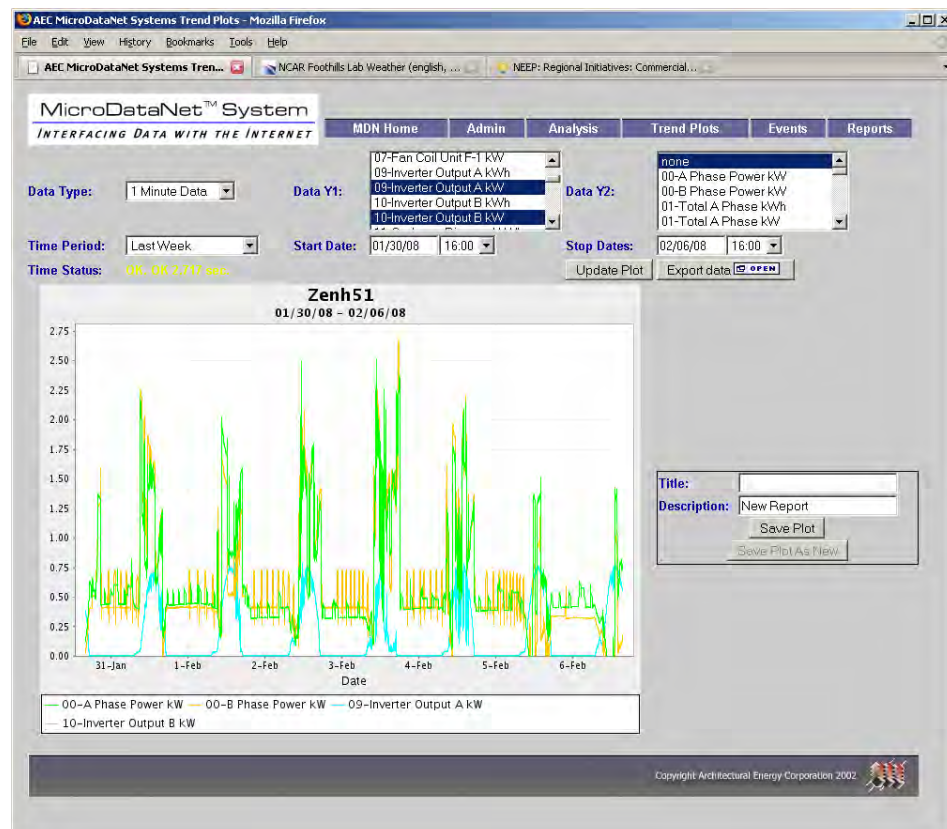 AEC MicroDataNet Systems Trend Plots - Mozilla Firefox
File Edit View History Bookmarks Tools Help
AEC MicroDataNet Systems Tren... NCAR Foothills Lab Weather (english, ... NEEP: Regional Initiatives: Commercial...
MicroDataNet™ System
INTERFACING DATA WITH THE INTERNET
MDN Home Admin Analysis Trend Plots Events Reports
Data Type: 1 Minute Data
Data Y1:
07-Fan Coil Unit F-1 kW
09-Inverter Output A kWh
09-Inverter Output A kW
10-Inverter Output B kWh
10-Inverter Output B kW
Data Y2:
none
00-A Phase Power kW
00-B Phase Power kW
01-Total A Phase kWh
01-Total A Phase kW
Time Period: Last Week Start Date: 01/30/08 16:00 Stop Dates: 02/06/08 16:00
Time Status:
Update Plot Export data OPEN
Zenh51
01/30/08 - 02/06/08
2.75
2.50
2.25
2.00
1.75
1.50
1.25
1.00
0.75
0.50
0.25
0.00
31-Jan 1-Feb 2-Feb 3-Feb 4-Feb 5-Feb 6-Feb
Date
00-A Phase Power kW 00-B Phase Power kW 09-Inverter Output A kW
10-Inverter Output B kW
Title:
Description: New Report
Save Plot
Save Plot As New
Copyright Architectural Energy Corporation 2002